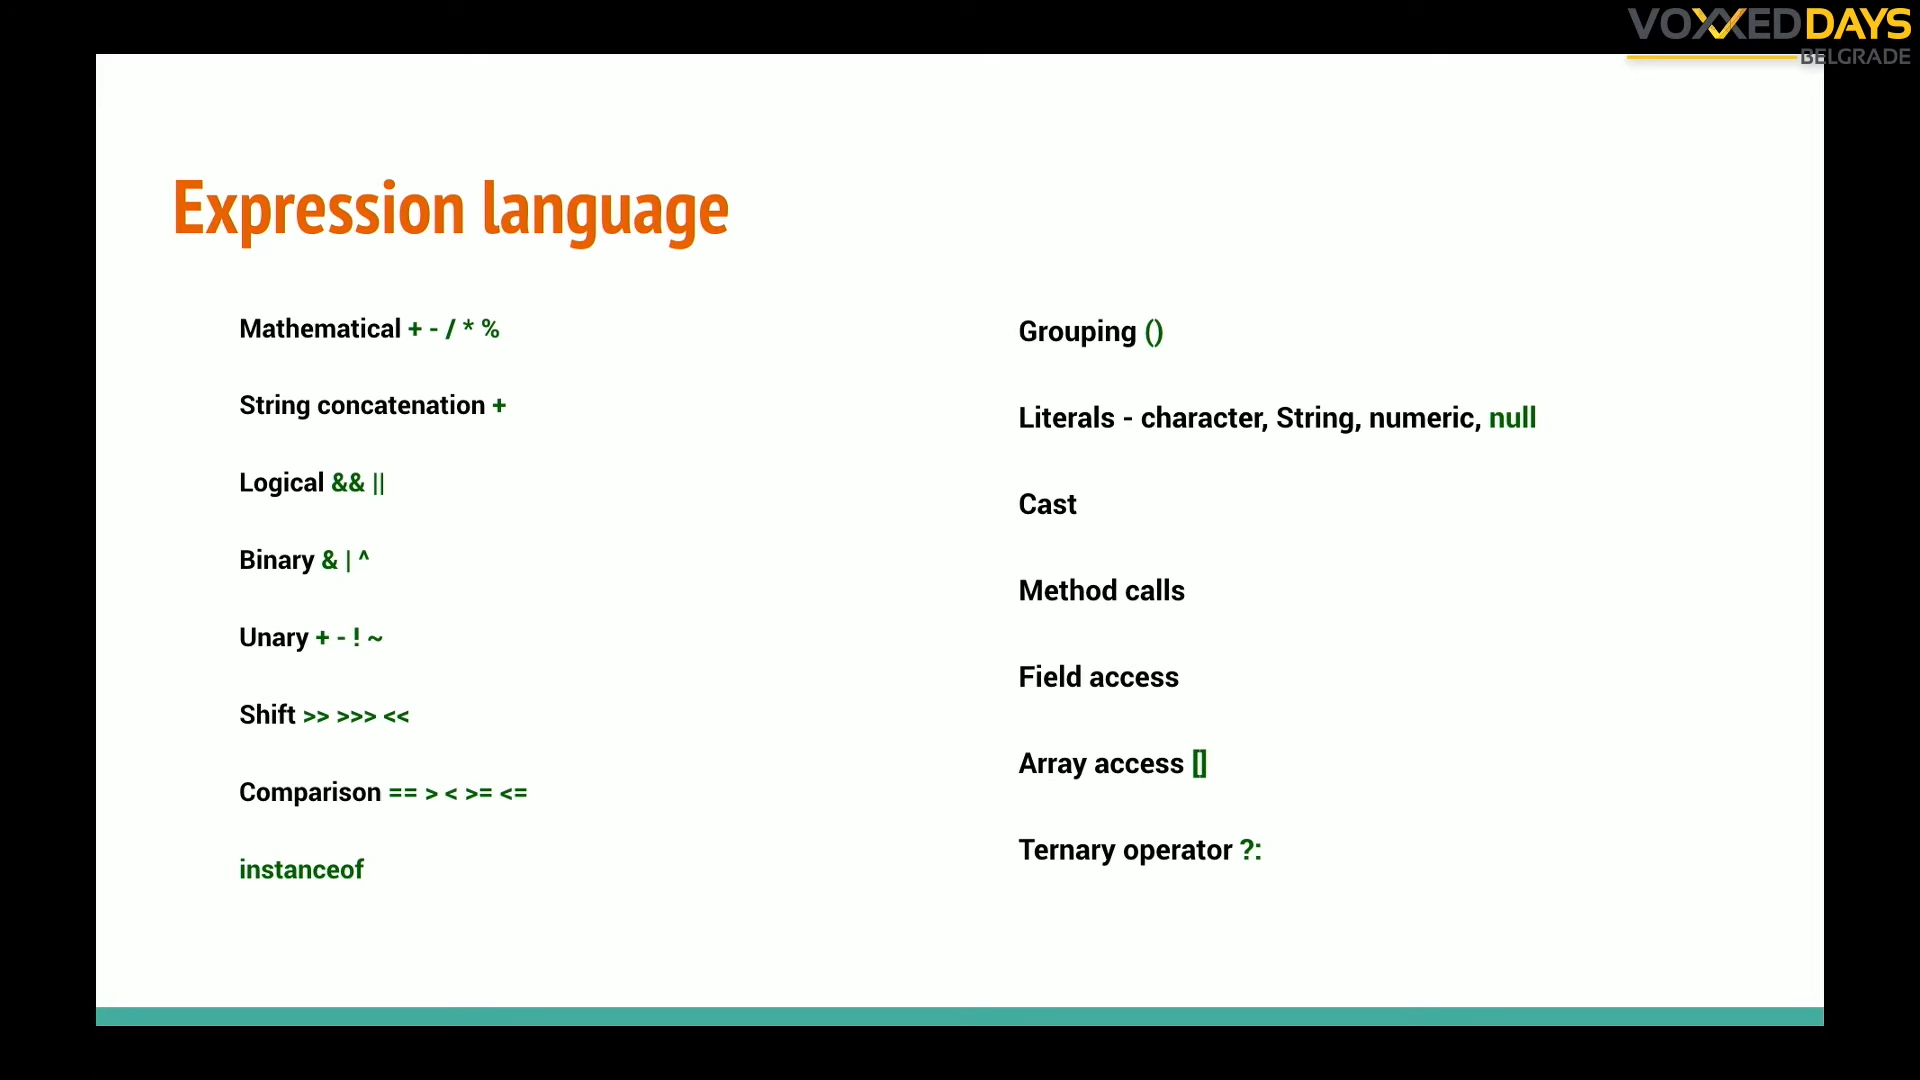 VOXXEDDAYS
BELGRADE
Expression language
Mathematical + - / * %
String concatenation +
Logical && ||
Binary & | ^
Unary + - ! ~
Shift >> >>> <<
Comparison == > < >= <=
instanceof
Grouping ()
Literals - character, String, numeric, null
Cast
Method calls
Field access
Array access []
Ternary operator ?: